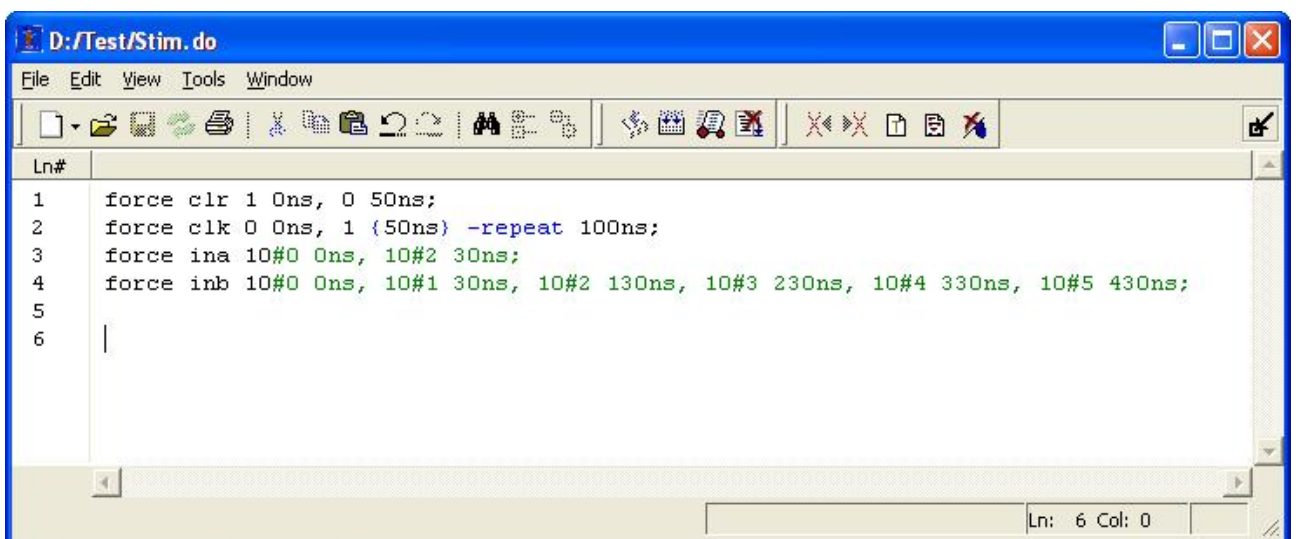 D:/Test/Stim.do
File Edit View Tools Window
Ln#
1 force clr 1 0ns, 0 50ns;
2 force clk 0 0ns, 1 {50ns} -repeat 100ns;
3 force ina 10#0 0ns, 10#2 30ns;
4 force inb 10#0 0ns, 10#1 30ns, 10#2 130ns, 10#3 230ns, 10#4 330ns, 10#5 430ns;
5
6
Ln: 6 Col: 0